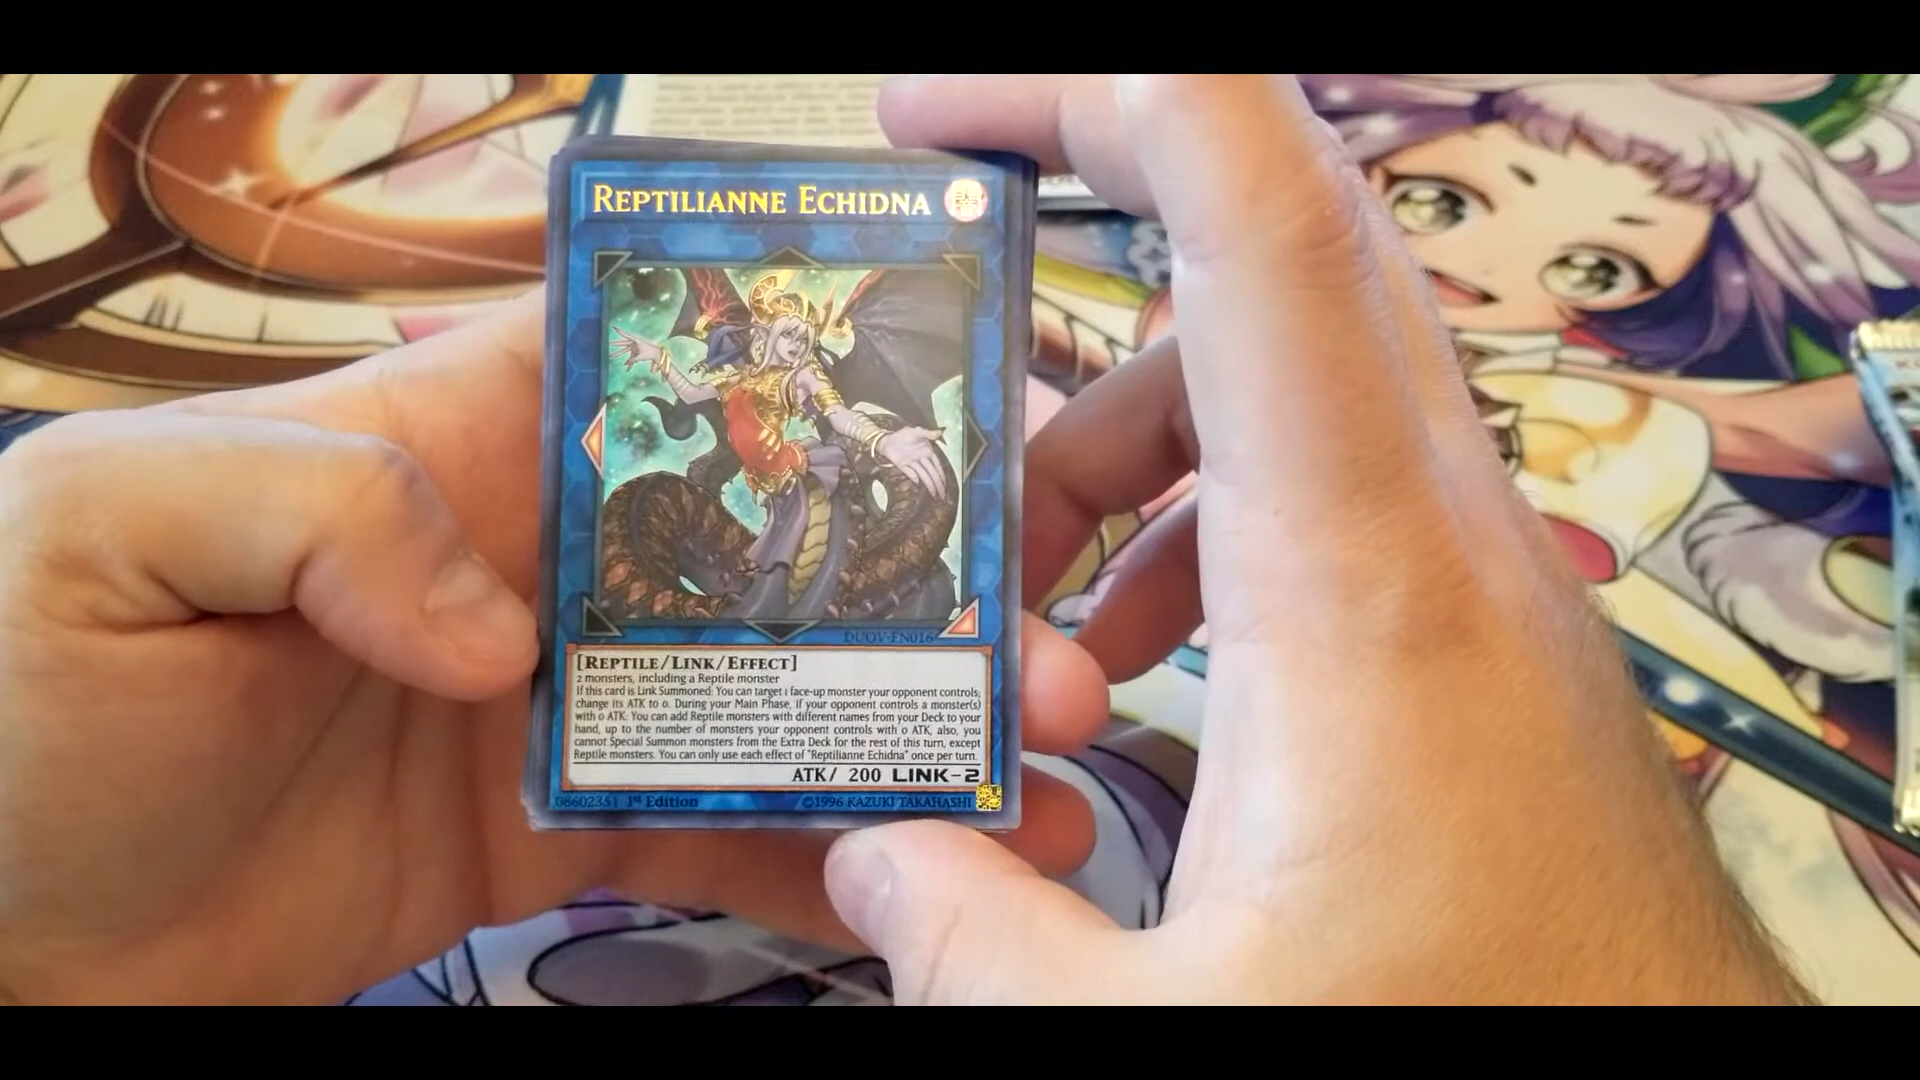 REPTILIANNE ECHIDNA
DUOV-EN016
[REPTILE/LINK/EFFECT]
2 monsters, including a Reptile monster
If this card is Link Summoned: You can target 1 face-up monster your opponent controls;
change its ATK to 0. During your Main Phase, if your opponent controls a monster(s)
with 0 ATK: You can add Reptile monsters with different names from your Deck to your
hand, up to the number of monsters your opponent controls with 0 ATK, also, you
cannot Special Summon monsters from the Extra Deck for the rest of this turn, except
Reptile monsters. You can only use each effect of "Reptilianne Echidna" once per turn.
ATK/ 200 LINK-2
08602351 1st Edition ©1996 KAZUKI TAKAHASHI